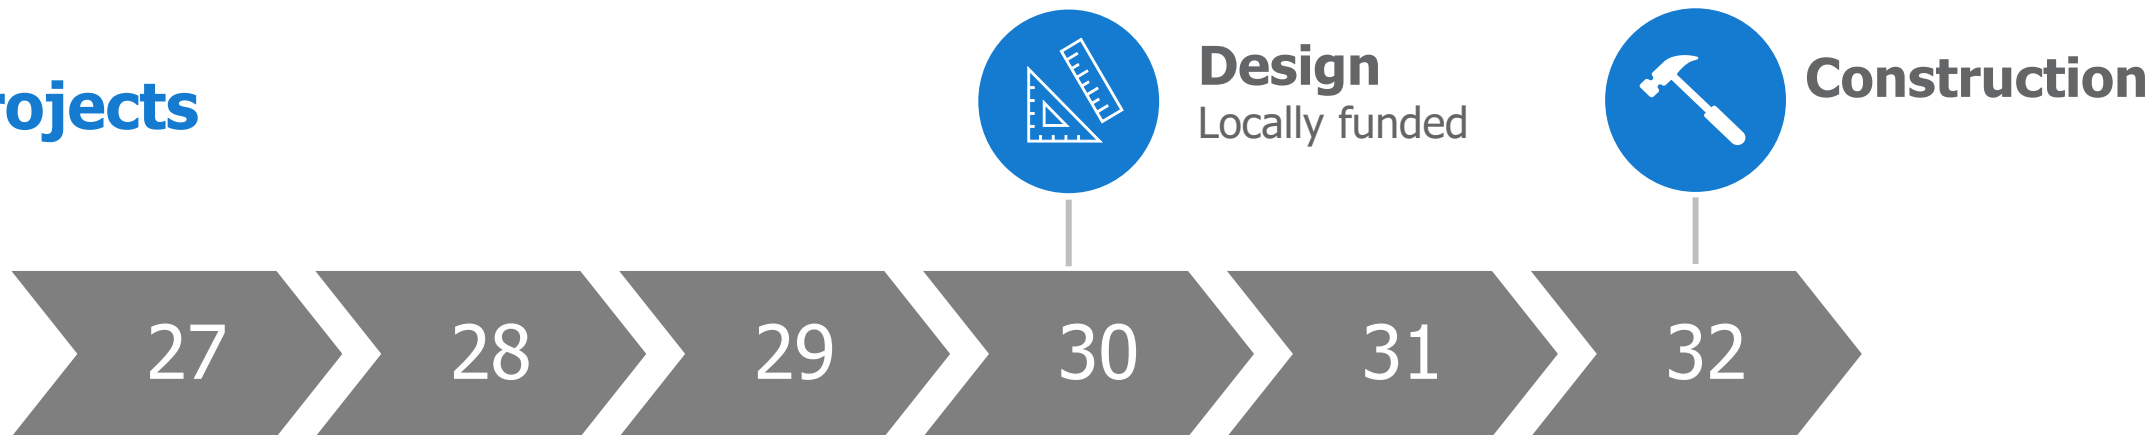 rojects
Design
Locally funded
Construction
27 28 29 30 31 32